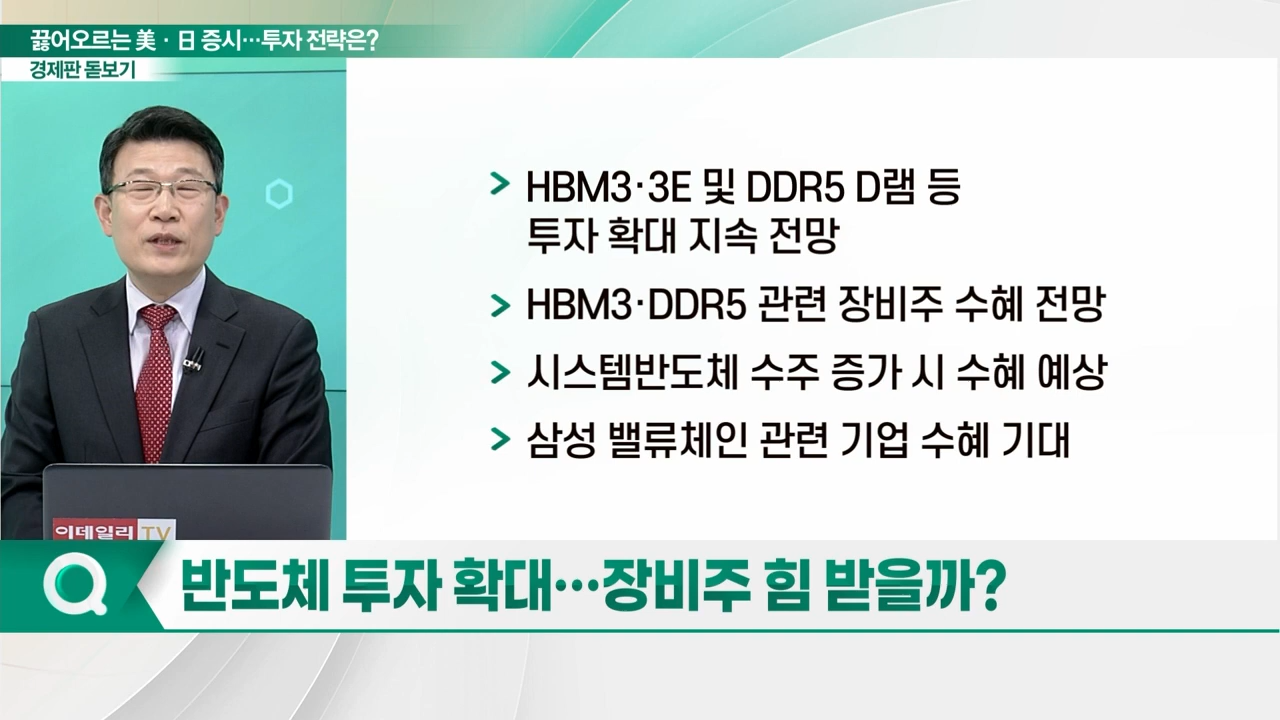 끓어오르는 美·日 증시…투자 전략은?
경제판 돋보기
> HBM3·3E 및 DDR5 D램 등
투자 확대 지속 전망
> HBM3·DDR5 관련 장비주 수혜 전망
> 시스템반도체 수주 증가 시 수혜 예상
> 삼성 밸류체인 관련 기업 수혜 기대
이데일리TV
반도체 투자 확대…장비주 힘 받을까?